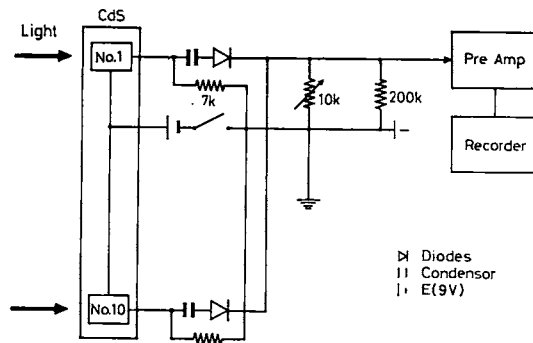 CdS
Light
No.1
7k
10k
200k
Pre Amp
Recorder
No.10
Diodes
Condensor
E(9V)